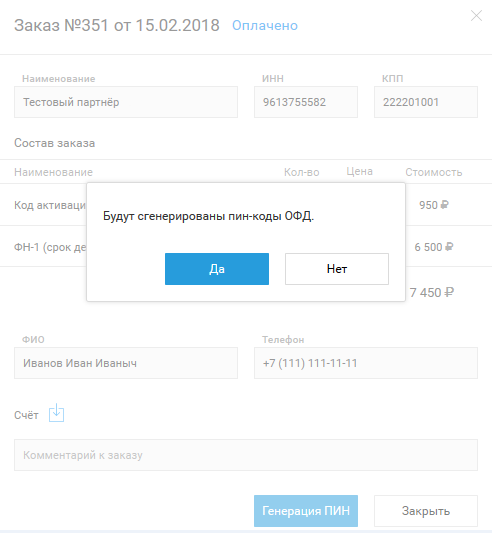 Заказ №351 от 15.02.2018 Оплачено
Наименование ИНН КПП
Тестовый партнёр 9613755582 222201001
Состав заказа
Наименование Кол-во Цена Стоимость
Код активаци 950 ₽
ФН-1 (срок де 6 500 ₽
7 450 ₽
Будут сгенерированы пин-коды ОФД.
Да Нет
ФИО Телефон
Иванов Иван Иваныч +7 (111) 111-11-11
Счёт
Комментарий к заказу
Генерация ПИН Закрыть